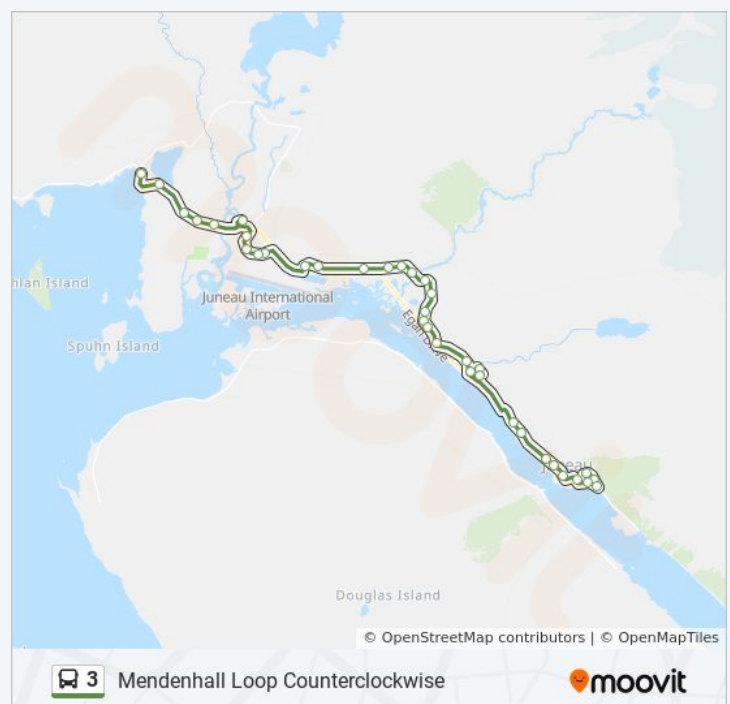 hlan Island
Juneau International
Airport
Spuhn Island
Egan Drive
Juneau
Douglas Island
© OpenStreetMap contributors | © OpenMapTiles
3 Mendenhall Loop Counterclockwise
moovit